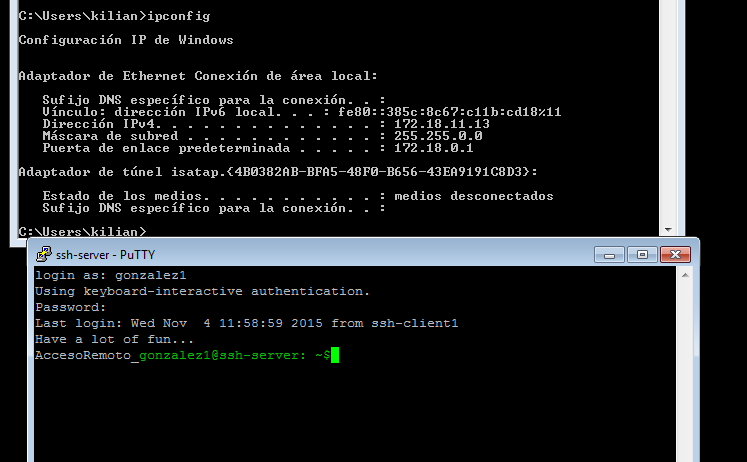 C:\Users\kilian>ipconfig
Configuración IP de Windows
Adaptador de Ethernet Conexión de área local:
Sufijo DNS específico para la conexión. . :
Vínculo: dirección IPv6 local. . . : fe80::385c:8c67:c11b:cd18%11
Dirección IPv4. . . . . . . . . . . . . . : 172.18.11.13
Máscara de subred . . . . . . . . . . . . : 255.255.0.0
Puerta de enlace predeterminada . . . . . : 172.18.0.1
Adaptador de túnel isatap.{4B0382AB-BFA5-48F0-B656-43EA9191C8D3}:
Estado de los medios. . . . . . . . . . . : medios desconectados
Sufijo DNS específico para la conexión. . :
C:\Users\kilian>
ssh-server - PuTTY
login as: gonzalez1
Using keyboard-interactive authentication.
Password:
Last login: Wed Nov  4 11:58:59 2015 from ssh-client1
Have a lot of fun...
AccesoRemoto_gonzalez1@ssh-server: ~$